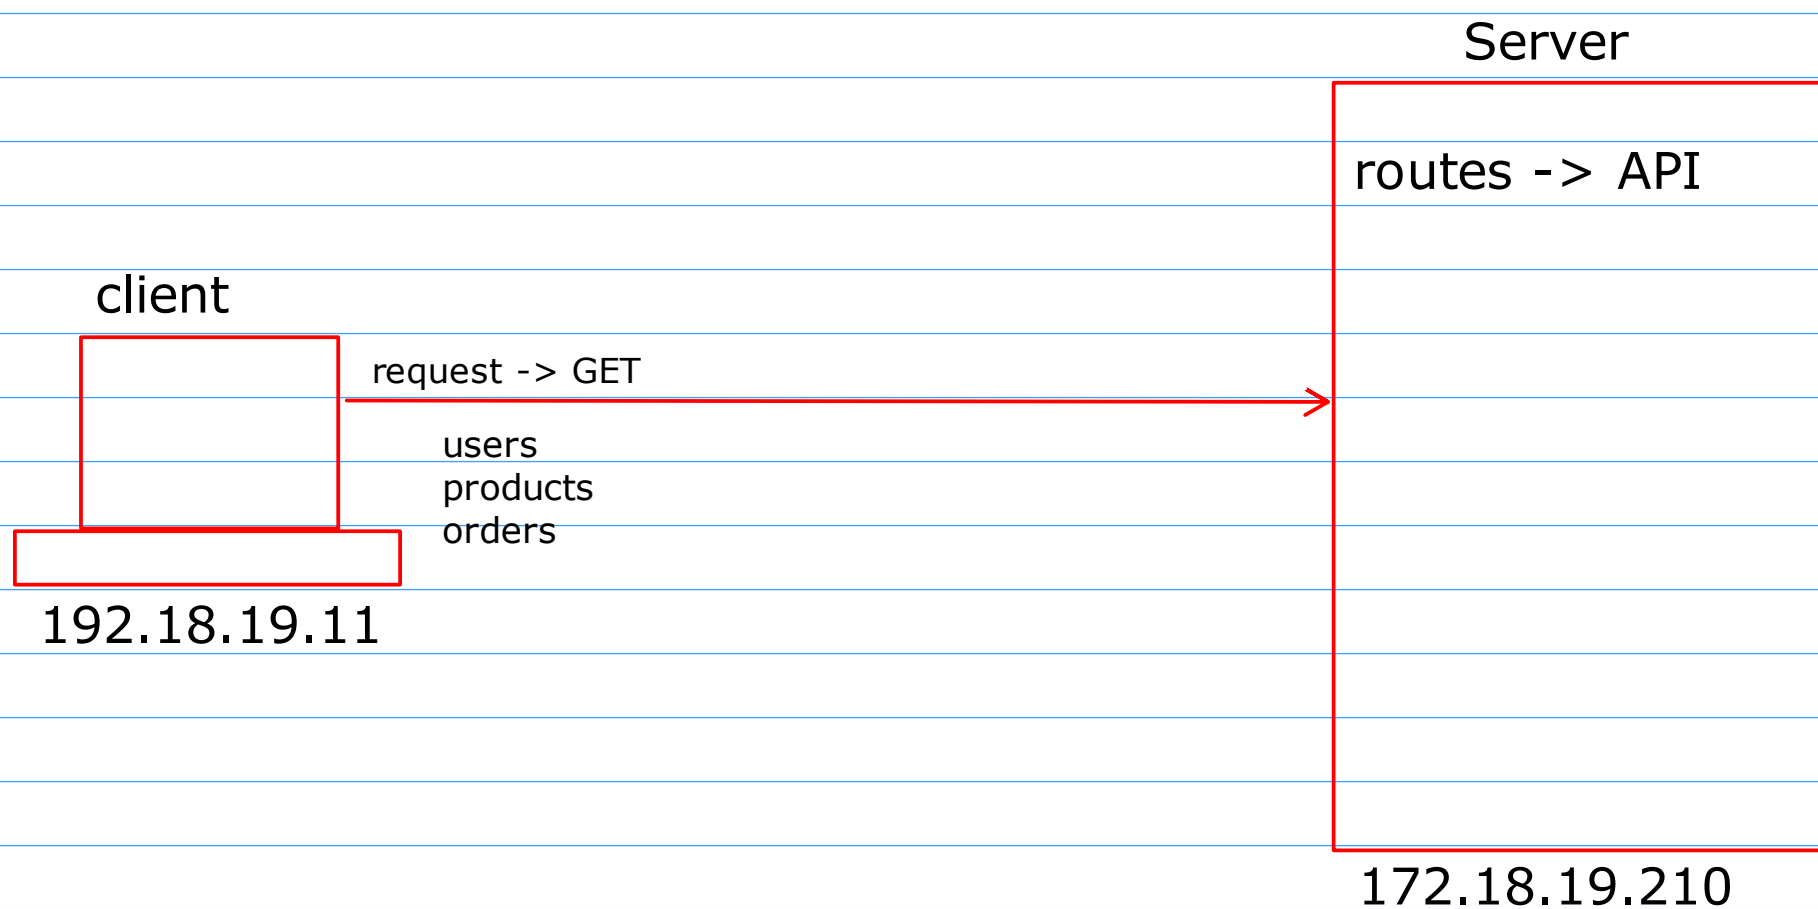 Server
routes -> API
client
request -> GET
users
products
orders
192.18.19.11
172.18.19.210